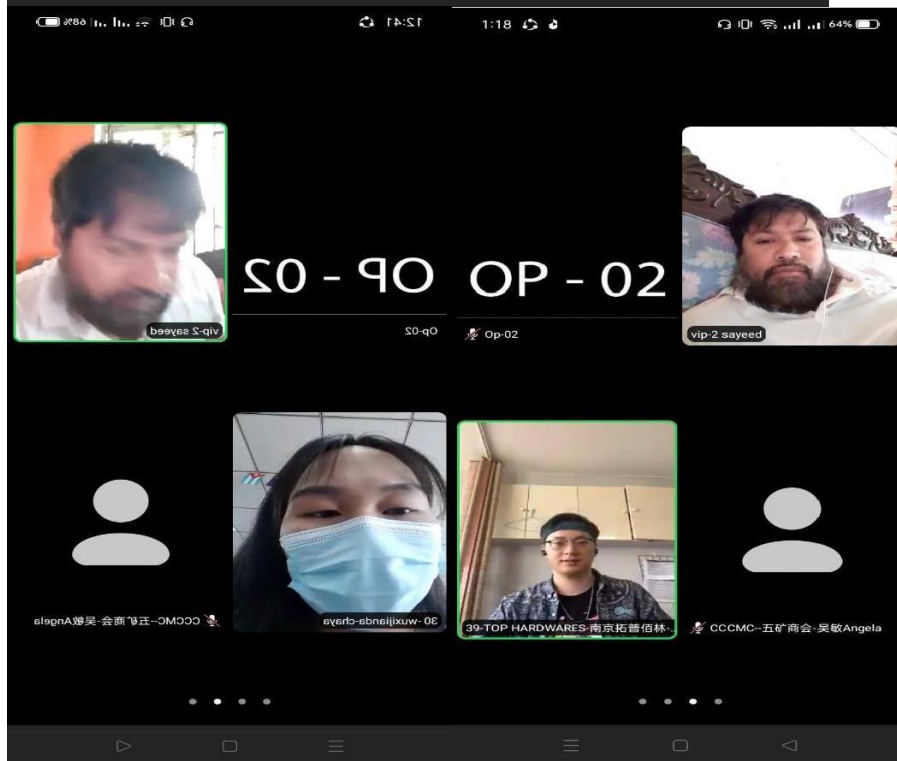 12:41
68%
OP - 02
Op-02
vip-2 sayeed
30-wuxijianda-chaya
CCCMC--五矿商会-吴敏Angela
1:18
64%
OP - 02
Op-02
vip-2 sayeed
39-TOP HARDWARES-南京拓普佰林-..
CCCMC--五矿商会-吴敏Angela